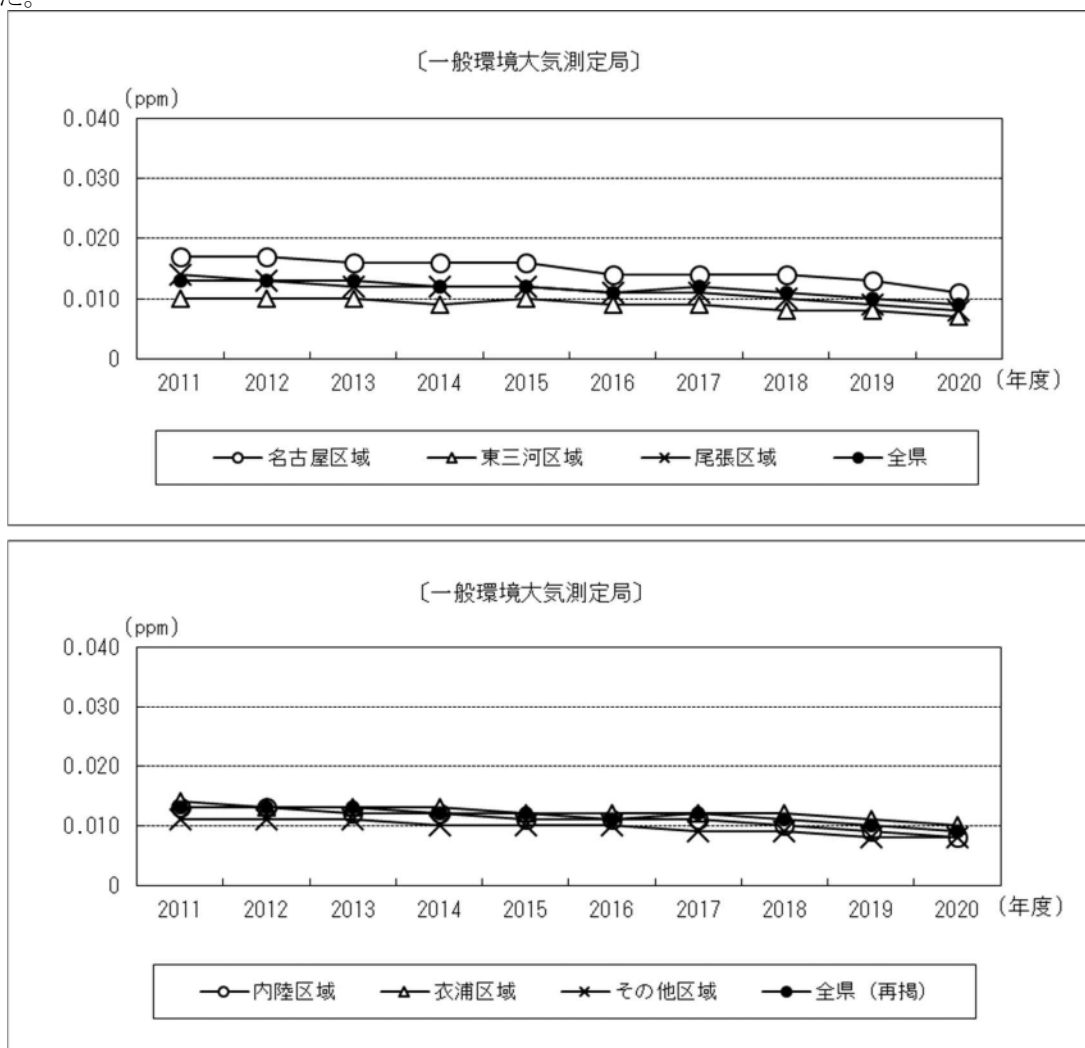 た。
〔一般環境大気測定局〕
(ppm)
0.040
0.030
0.020
0.010
0
2011 2012 2013 2014 2015 2016 2017 2018 2019 2020 (年度)
名古屋区域 東三河区域 尾張区域 全県
〔一般環境大気測定局〕
(ppm)
0.040
0.030
0.020
0.010
0
2011 2012 2013 2014 2015 2016 2017 2018 2019 2020 (年度)
内陸区域 衣浦区域 その他区域 全県（再掲）